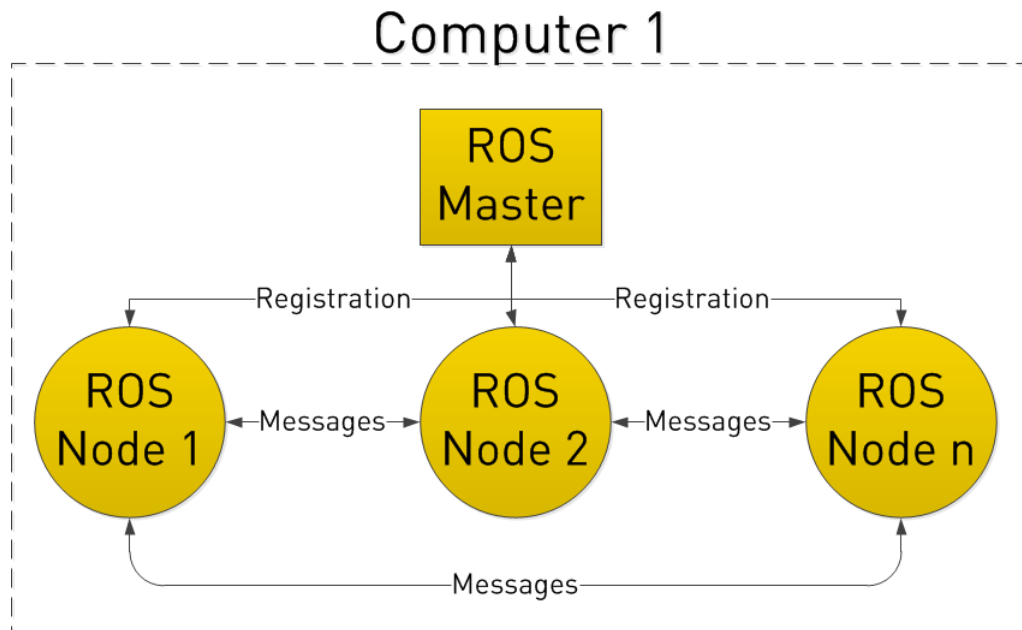 Computer 1
ROS
Master
Registration
Registration
ROS
Node 1
Messages
ROS
Node 2
Messages
ROS
Node n
Messages